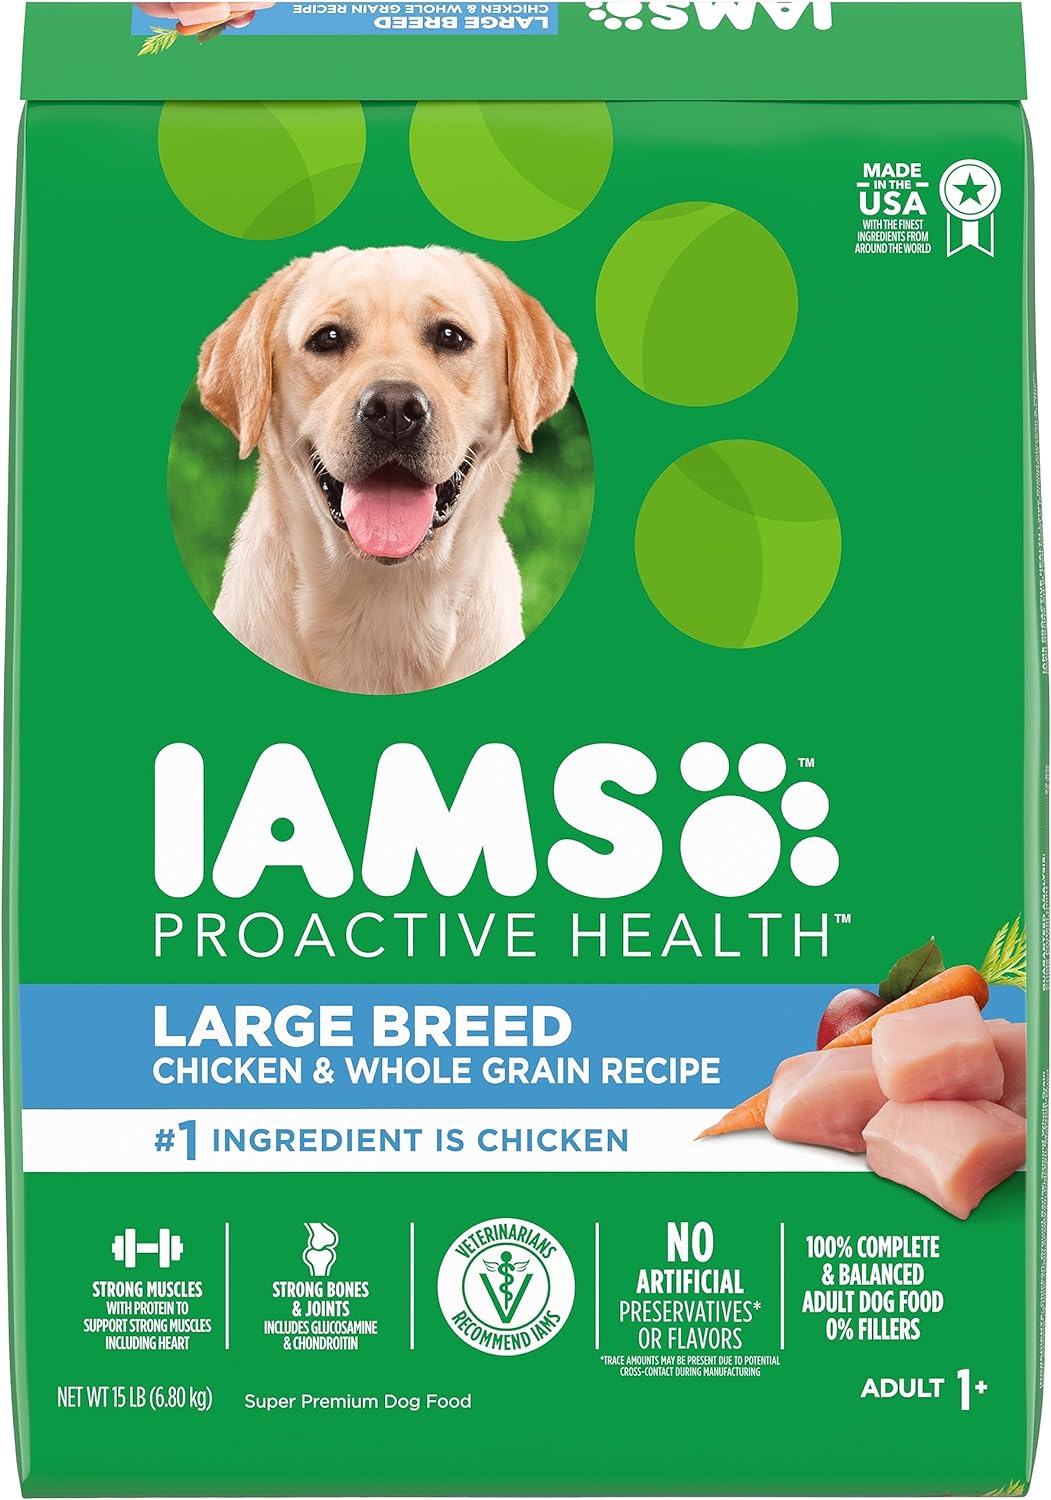 LARGE BREED
CHICKEN & WHOLE GRAIN RECIPE
IAMS
MADE
IN THE
USA
WITH THE FINEST
INGREDIENTS FROM
AROUND THE WORLD
IAMS™
PROACTIVE HEALTH™
LARGE BREED
CHICKEN & WHOLE GRAIN RECIPE
#1 INGREDIENT IS CHICKEN
STRONG MUSCLES
WITH PROTEIN TO
SUPPORT STRONG MUSCLES
INCLUDING HEART
STRONG BONES
& JOINTS
INCLUDES GLUCOSAMINE
& CHONDROITIN
VETERINARIANS
V
RECOMMEND IAMS
NO
ARTIFICIAL
PRESERVATIVES*
OR FLAVORS
*TRACE AMOUNTS MAY BE PRESENT DUE TO POTENTIAL
CROSS-CONTACT DURING MANUFACTURING
100% COMPLETE
& BALANCED
ADULT DOG FOOD
0% FILLERS
NET WT 15 LB (6.80 kg)
Super Premium Dog Food
ADULT 1+